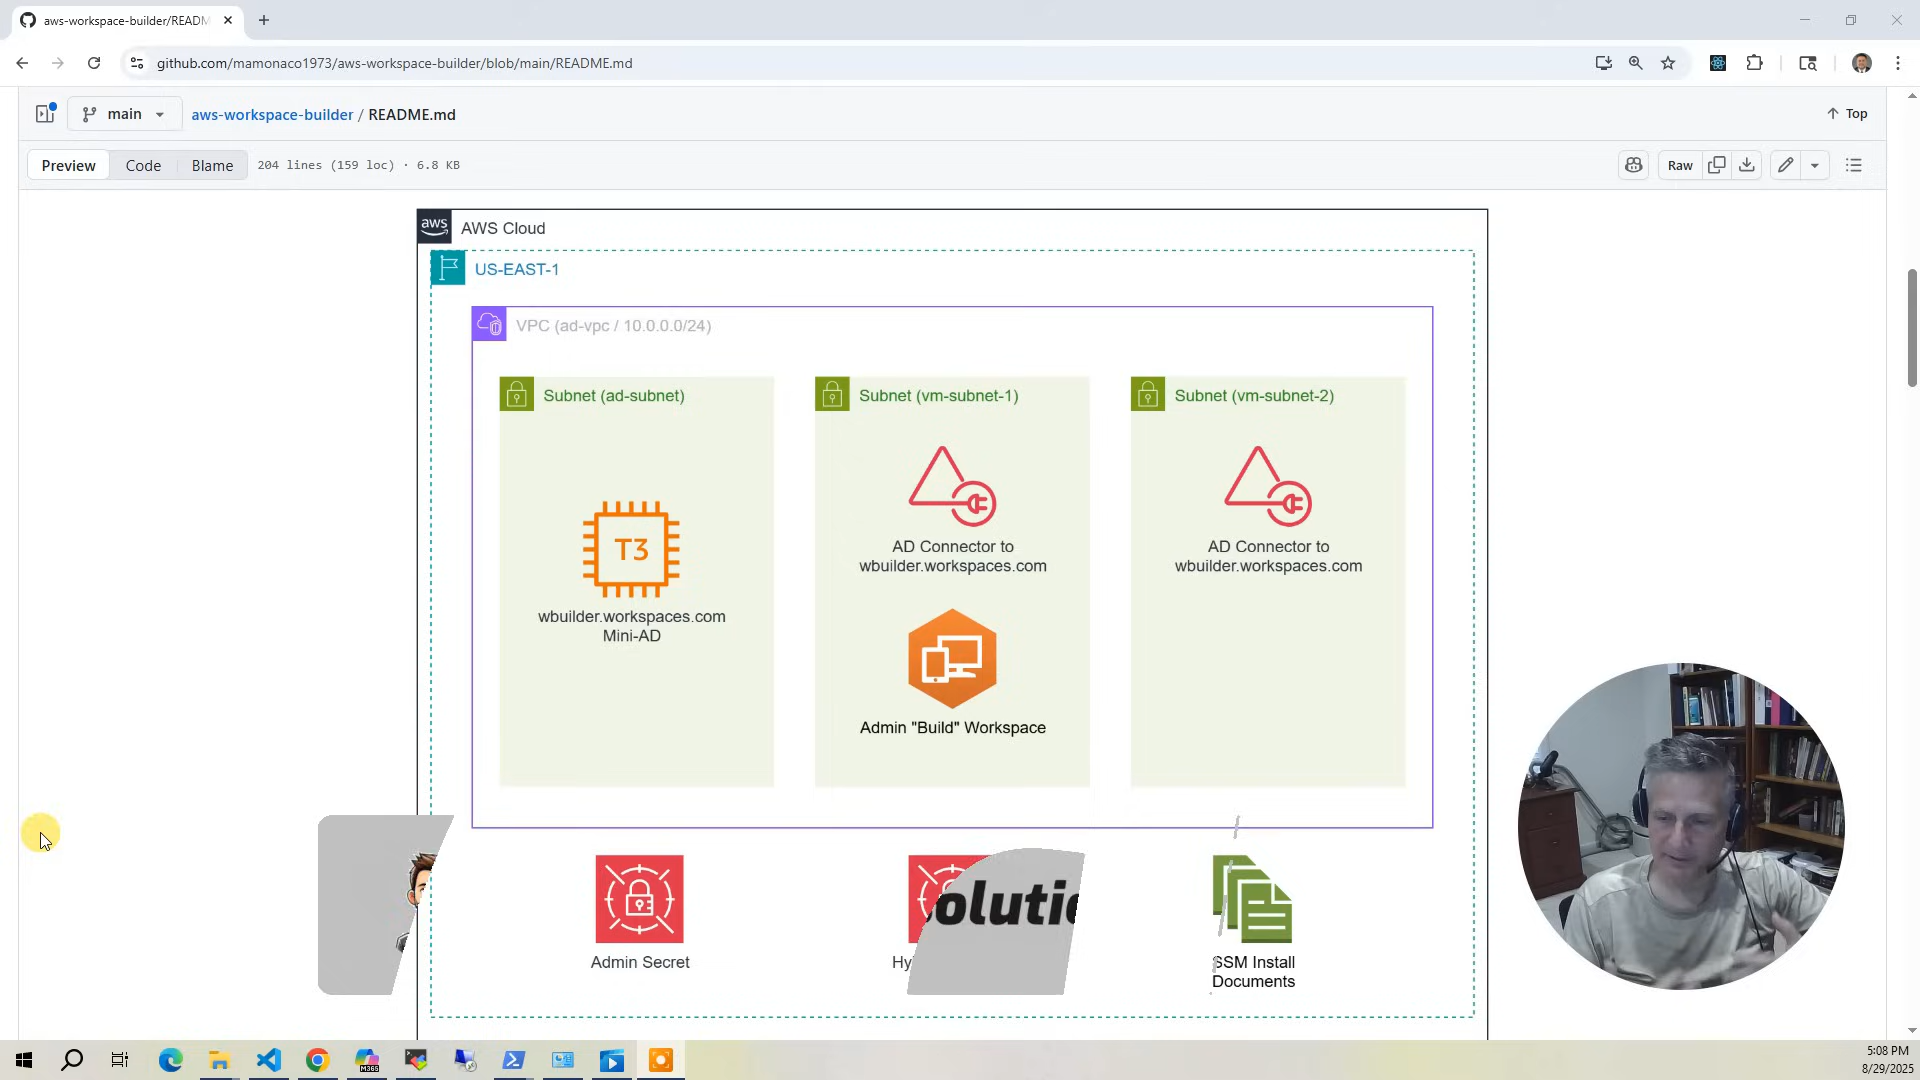 aws-workspace-builder/READM
github.com/mamonaco1973/aws-workspace-builder/blob/main/README.md
main
aws-workspace-builder / README.md
Top
Preview
Code
Blame
204 lines (159 loc) · 6.8 KB
Raw
aws
AWS Cloud
US-EAST-1
VPC (ad-vpc / 10.0.0.0/24)
Subnet (ad-subnet)
Subnet (vm-subnet-1)
Subnet (vm-subnet-2)
T3
wbuilder.workspaces.com
Mini-AD
AD Connector to
wbuilder.workspaces.com
AD Connector to
wbuilder.workspaces.com
Admin "Build" Workspace
Admin Secret
Hy
olutio
SSM Install
Documents
M365
5:08 PM
8/29/2025